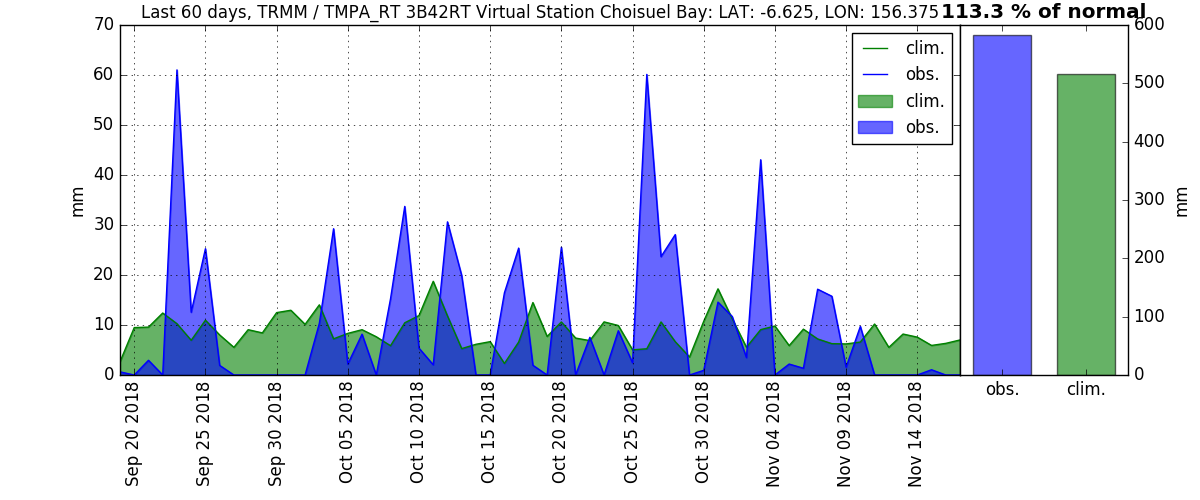 Last 60 days, TRMM / TMPA_RT 3B42RT Virtual Station Choisuel Bay: LAT: -6.625, LON: 156.375
113.3 % of normal
70
60
50
40
30
20
10
0
mm
clim.
obs.
clim.
obs.
Sep 20 2018
Sep 25 2018
Sep 30 2018
Oct 05 2018
Oct 10 2018
Oct 15 2018
Oct 20 2018
Oct 25 2018
Oct 30 2018
Nov 04 2018
Nov 09 2018
Nov 14 2018
600
500
400
300
200
100
0
mm
obs.
clim.